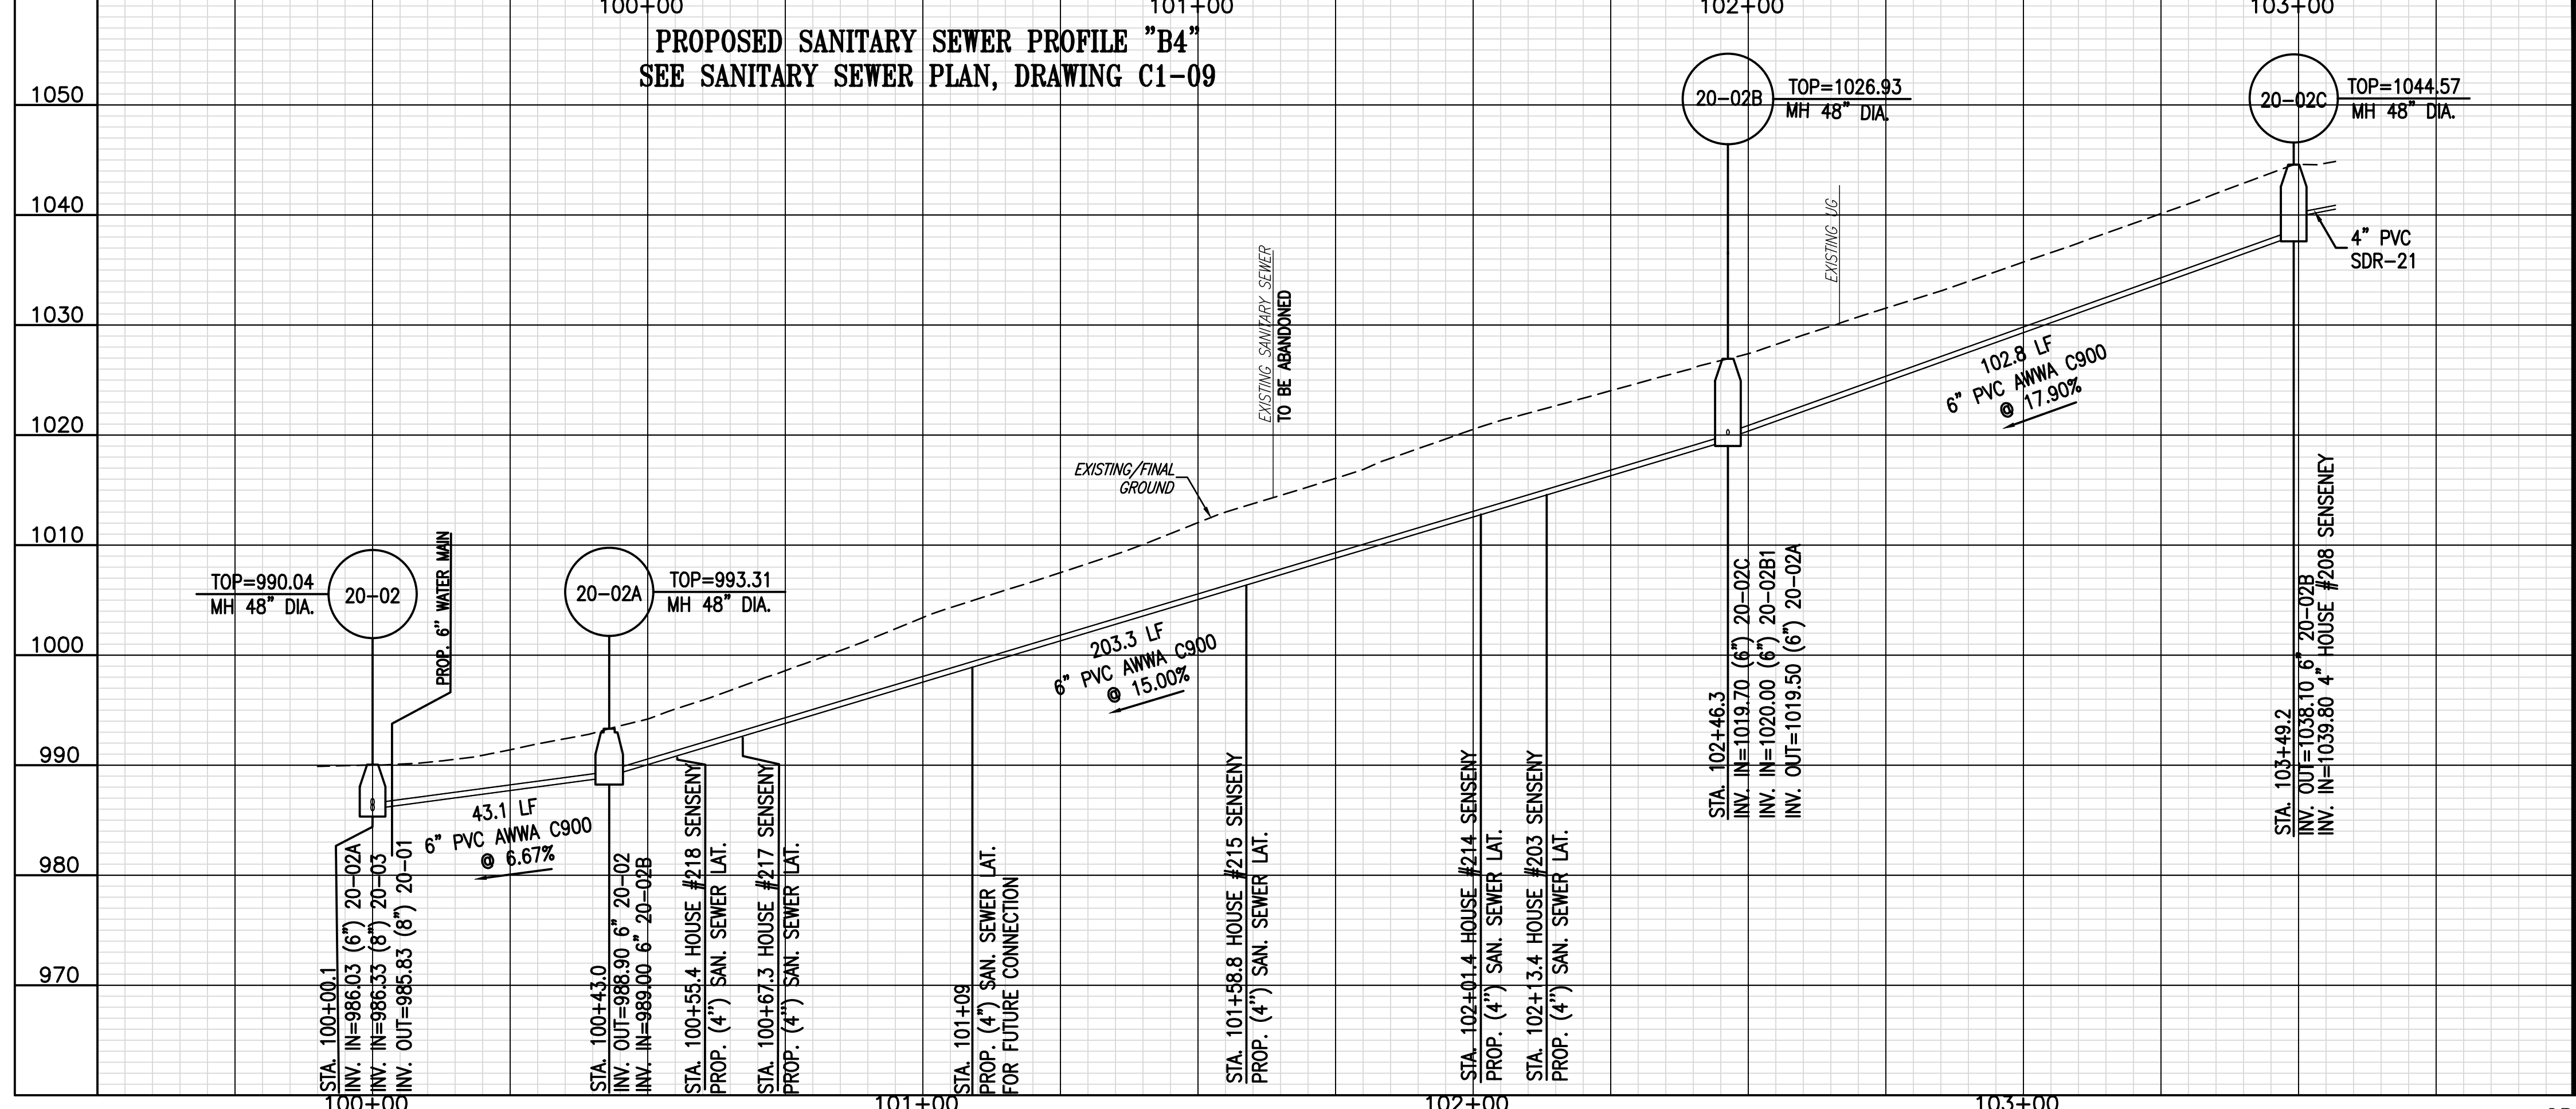 100+00
101+00
102+00
103+00
PROPOSED SANITARY SEWER PROFILE "B4"
SEE SANITARY SEWER PLAN, DRAWING C1-09
1050
1040
1030
1020
1010
1000
990
980
970
20-02B
TOP=1026.93
MH 48" DIA.
20-02C
TOP=1044.57
MH 48" DIA.
4" PVC
SDR-21
EXISTING UG
EXISTING SANITARY SEWER
TO BE ABANDONED
EXISTING/FINAL
GROUND
102.8 LF
6" PVC AWWA C900
@ 17.90%
TOP=990.04
MH 48" DIA.
20-02
PROP. 6" WATER MAIN
20-02A
TOP=993.31
MH 48" DIA.
203.3 LF
6" PVC AWWA C900
@ 15.00%
43.1 LF
6" PVC AWWA C900
@ 6.67%
STA. 100+00.1
INV. IN=986.03 (6") 20-02A
INV. IN=986.33 (8") 20-03
INV. OUT=985.83 (8") 20-01
STA. 100+43.0
INV. OUT=988.90 6" 20-02
INV. IN=989.00 6" 20-02B
STA. 100+55.4 HOUSE #218 SENSENY
PROP. (4") SAN. SEWER LAT.
STA. 100+67.3 HOUSE #217 SENSENY
PROP. (4") SAN. SEWER LAT.
STA. 101+09
PROP. (4") SAN. SEWER LAT.
FOR FUTURE CONNECTION
STA. 101+58.8 HOUSE #215 SENSENY
PROP. (4") SAN. SEWER LAT.
STA. 102+01.4 HOUSE #214 SENSENY
PROP. (4") SAN. SEWER LAT.
STA. 102+13.4 HOUSE #203 SENSENY
PROP. (4") SAN. SEWER LAT.
STA. 102+46.3
INV. IN=1019.70 (6") 20-02C
INV. IN=1020.00 (6") 20-02B1
INV. OUT=1019.50 (6") 20-02A
STA. 103+49.2
INV. OUT=1038.10 6" 20-02B
INV. IN=1039.80 4" HOUSE #208 SENSENEY
100+00
101+00
102+00
103+00